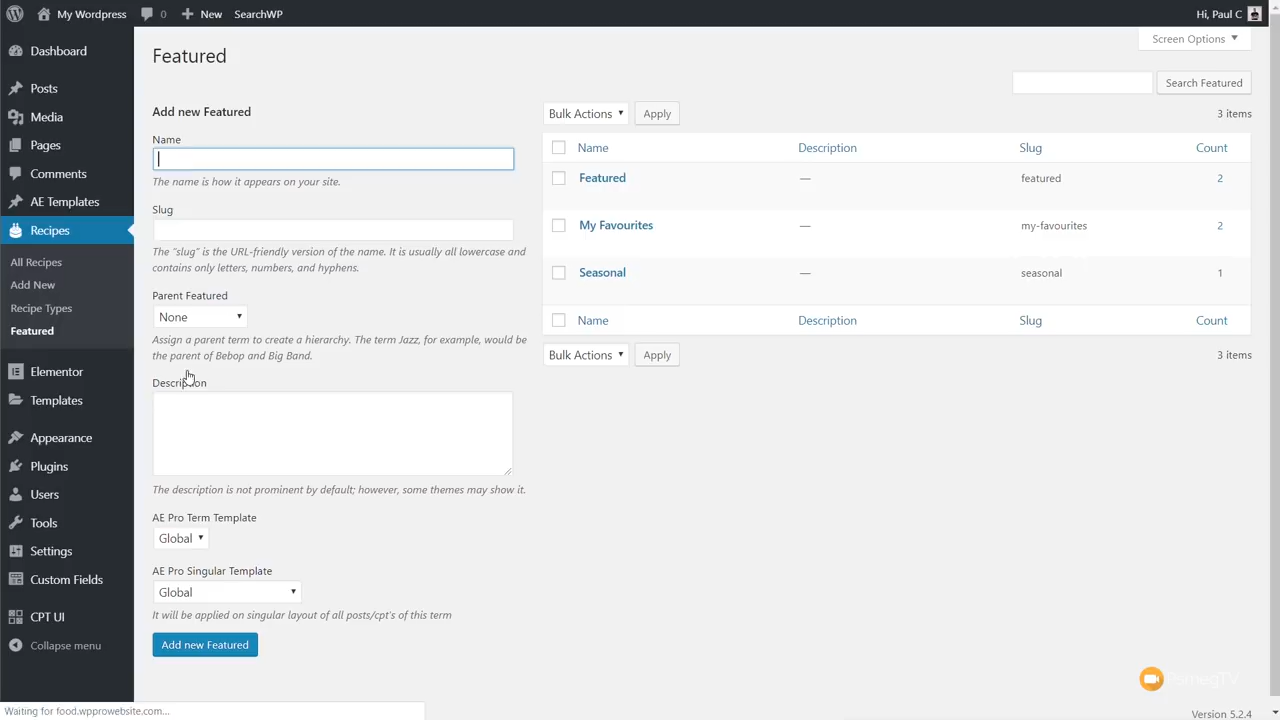 My Wordpress
0
New
SearchWP
Hi, Paul C
Dashboard
Posts
Media
Pages
Comments
AE Templates
Recipes
All Recipes
Add New
Recipe Types
Featured
Elementor
Templates
Appearance
Plugins
Users
Tools
Settings
Custom Fields
CPT UI
Collapse menu
Screen Options
Featured
Search Featured
Add new Featured
Name
The name is how it appears on your site.
Slug
The "slug" is the URL-friendly version of the name. It is usually all lowercase and
contains only letters, numbers, and hyphens.
Parent Featured
None
Assign a parent term to create a hierarchy. The term Jazz, for example, would be
the parent of Bebop and Big Band.
Description
The description is not prominent by default; however, some themes may show it.
AE Pro Term Template
Global
AE Pro Singular Template
Global
It will be applied on singular layout of all posts/cpt's of this term
Add new Featured
Bulk Actions
Apply
3 items
Name Description Slug Count
Featured — featured 2
My Favourites — my-favourites 2
Seasonal — seasonal 1
Name Description Slug Count
Bulk Actions
Apply
3 items
PamegTV
Waiting for food.wpprowebsite.com...
Version 5.2.4